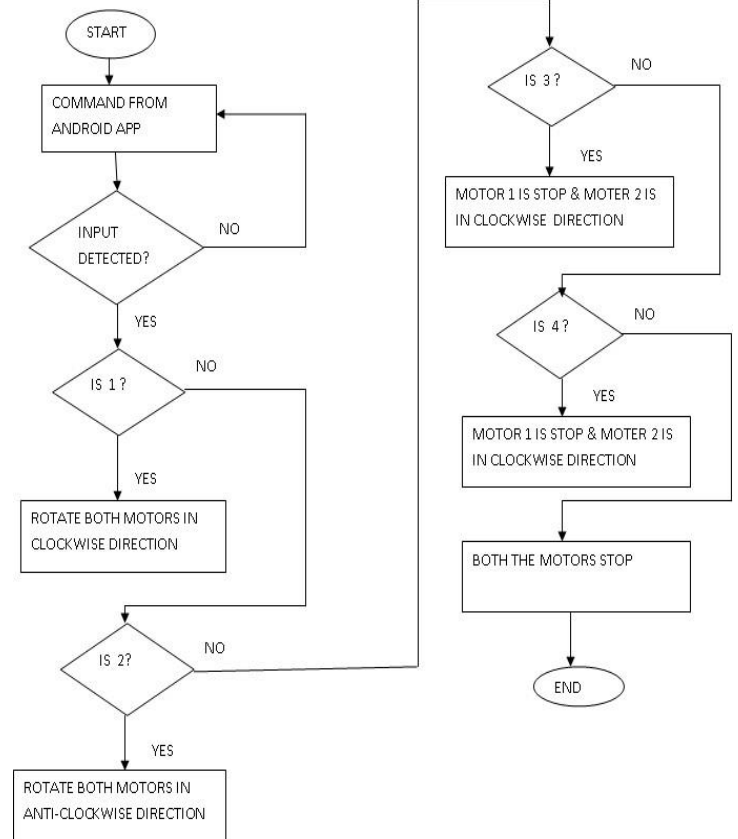 START
COMMAND FROM
ANDROID APP
INPUT
DETECTED?
NO
YES
IS 1 ?
NO
YES
ROTATE BOTH MOTORS IN
CLOCKWISE DIRECTION
IS 2?
NO
YES
ROTATE BOTH MOTORS IN
ANTI-CLOCKWISE DIRECTION
IS 3 ?
NO
YES
MOTOR 1 IS STOP & MOTER 2 IS
IN CLOCKWISE DIRECTION
IS 4 ?
NO
YES
MOTOR 1 IS STOP & MOTER 2 IS
IN CLOCKWISE DIRECTION
BOTH THE MOTORS STOP
END